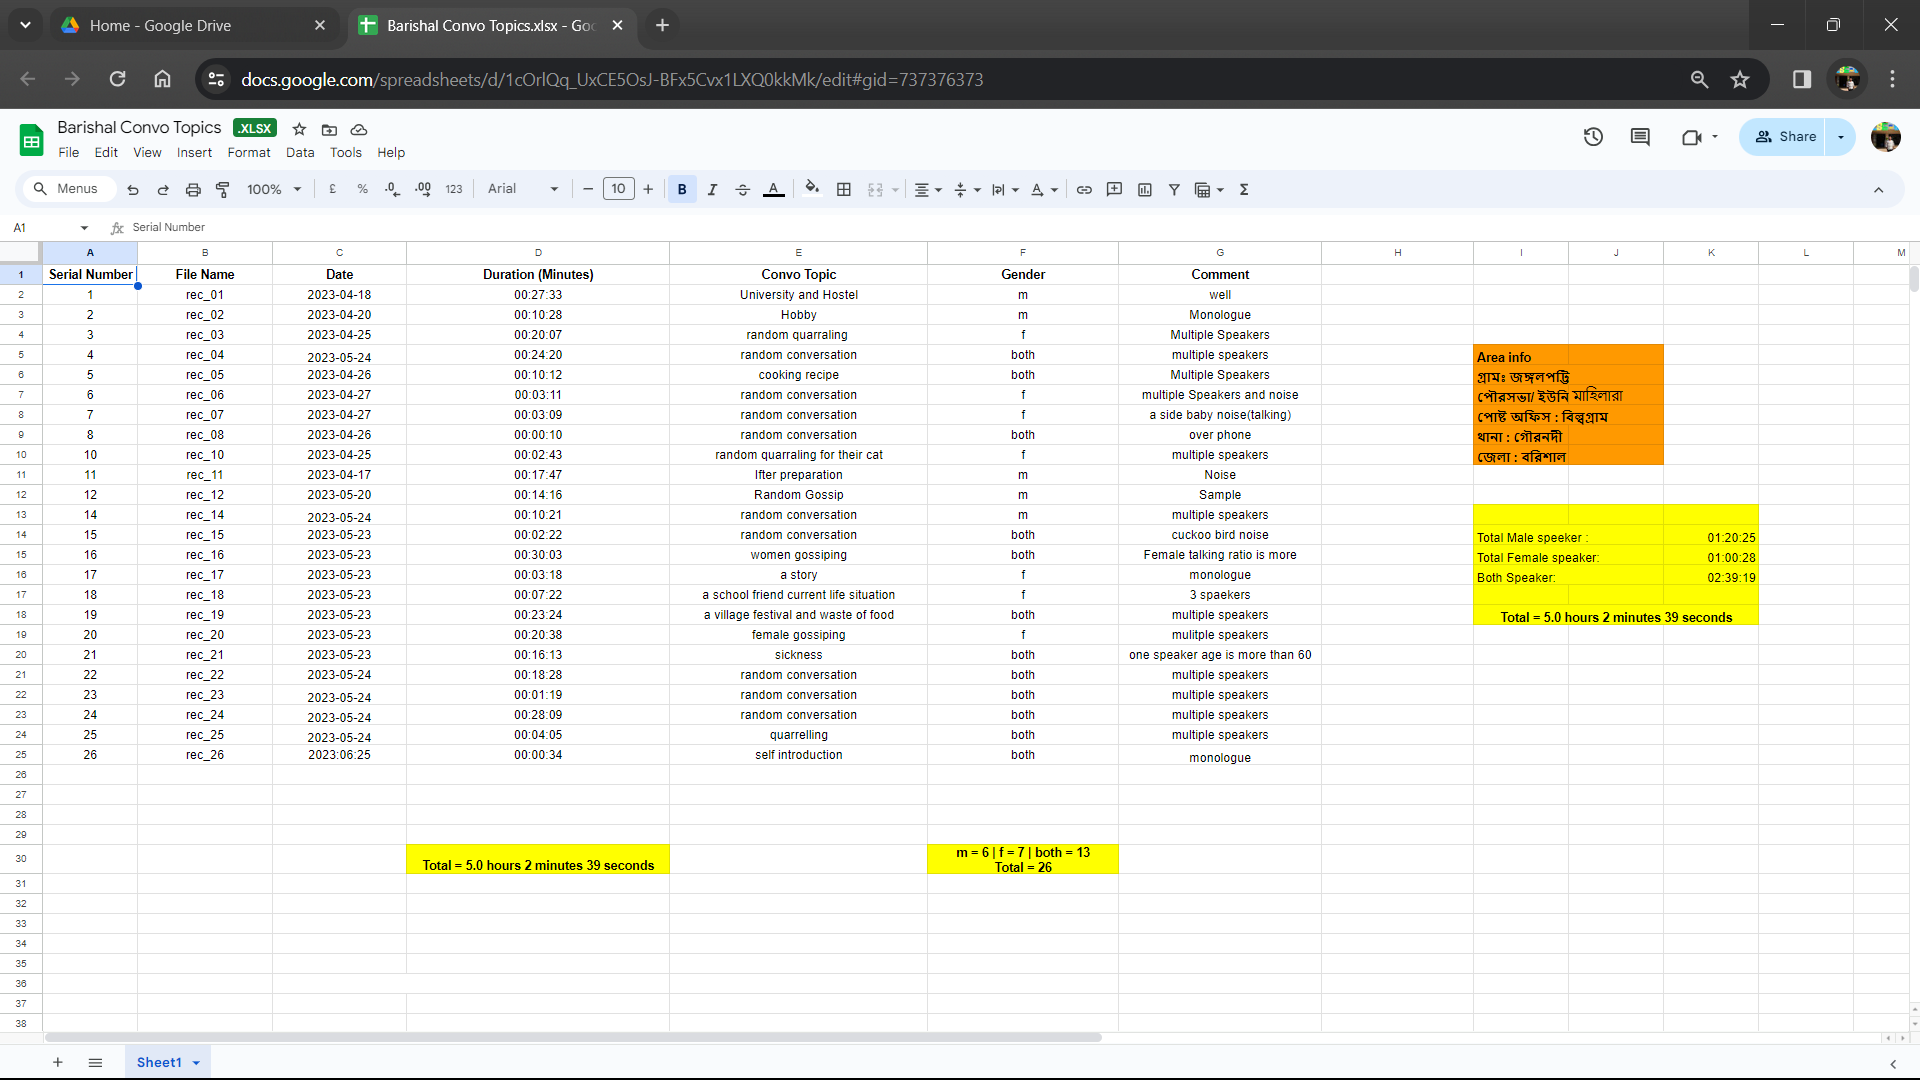 Home - Google Drive
Barishal Convo Topics.xlsx - Goo
docs.google.com/spreadsheets/d/1cOrlQq_UxCE5OsJ-BFx5Cvx1LXQ0kkMk/edit#gid=737376373
Barishal Convo Topics .XLSX
File Edit View Insert Format Data Tools Help
Share
Menus 100% £ % .0 .00 123 Arial 10 B I A
A1 fx Serial Number
A B C D E F G H I J K L M
1 Serial Number File Name Date Duration (Minutes) Convo Topic Gender Comment
2 1 rec_01 2023-04-18 00:27:33 University and Hostel m well
3 2 rec_02 2023-04-20 00:10:28 Hobby m Monologue
4 3 rec_03 2023-04-25 00:20:07 random quarraling f Multiple Speakers
5 4 rec_04 2023-05-24 00:24:20 random conversation both multiple speakers Area info
6 5 rec_05 2023-04-26 00:10:12 cooking recipe both Multiple Speakers গ্রামঃ জঙ্গলপট্টি
7 6 rec_06 2023-04-27 00:03:11 random conversation f multiple Speakers and noise পৌরসভা/ ইউনি মাহিলারা
8 7 rec_07 2023-04-27 00:03:09 random conversation f a side baby noise(talking) পোষ্ট অফিস : বিল্বগ্রাম
9 8 rec_08 2023-04-26 00:00:10 random conversation both over phone থানা : গৌরনদী
10 10 rec_10 2023-04-25 00:02:43 random quarraling for their cat f multiple speakers জেলা : বরিশাল
11 11 rec_11 2023-04-17 00:17:47 Ifter preparation m Noise
12 12 rec_12 2023-05-20 00:14:16 Random Gossip m Sample
13 14 rec_14 2023-05-24 00:10:21 random conversation m multiple speakers
14 15 rec_15 2023-05-23 00:02:22 random conversation both cuckoo bird noise Total Male speeker : 01:20:25
15 16 rec_16 2023-05-23 00:30:03 women gossiping both Female talking ratio is more Total Female speaker: 01:00:28
16 17 rec_17 2023-05-23 00:03:18 a story f monologue Both Speaker: 02:39:19
17 18 rec_18 2023-05-23 00:07:22 a school friend current life situation f 3 spaekers
18 19 rec_19 2023-05-23 00:23:24 a village festival and waste of food both multiple speakers Total = 5.0 hours 2 minutes 39 seconds
19 20 rec_20 2023-05-23 00:20:38 female gossiping f mulitple speakers
20 21 rec_21 2023-05-23 00:16:13 sickness both one speaker age is more than 60
21 22 rec_22 2023-05-24 00:18:28 random conversation both multiple speakers
22 23 rec_23 2023-05-24 00:01:19 random conversation both multiple speakers
23 24 rec_24 2023-05-24 00:28:09 random conversation both multiple speakers
24 25 rec_25 2023-05-24 00:04:05 quarrelling both multiple speakers
25 26 rec_26 2023:06:25 00:00:34 self introduction both monologue
26
27
28
29
30 Total = 5.0 hours 2 minutes 39 seconds m = 6 | f = 7 | both = 13
Total = 26
31
32
33
34
35
36
37
38
Sheet1